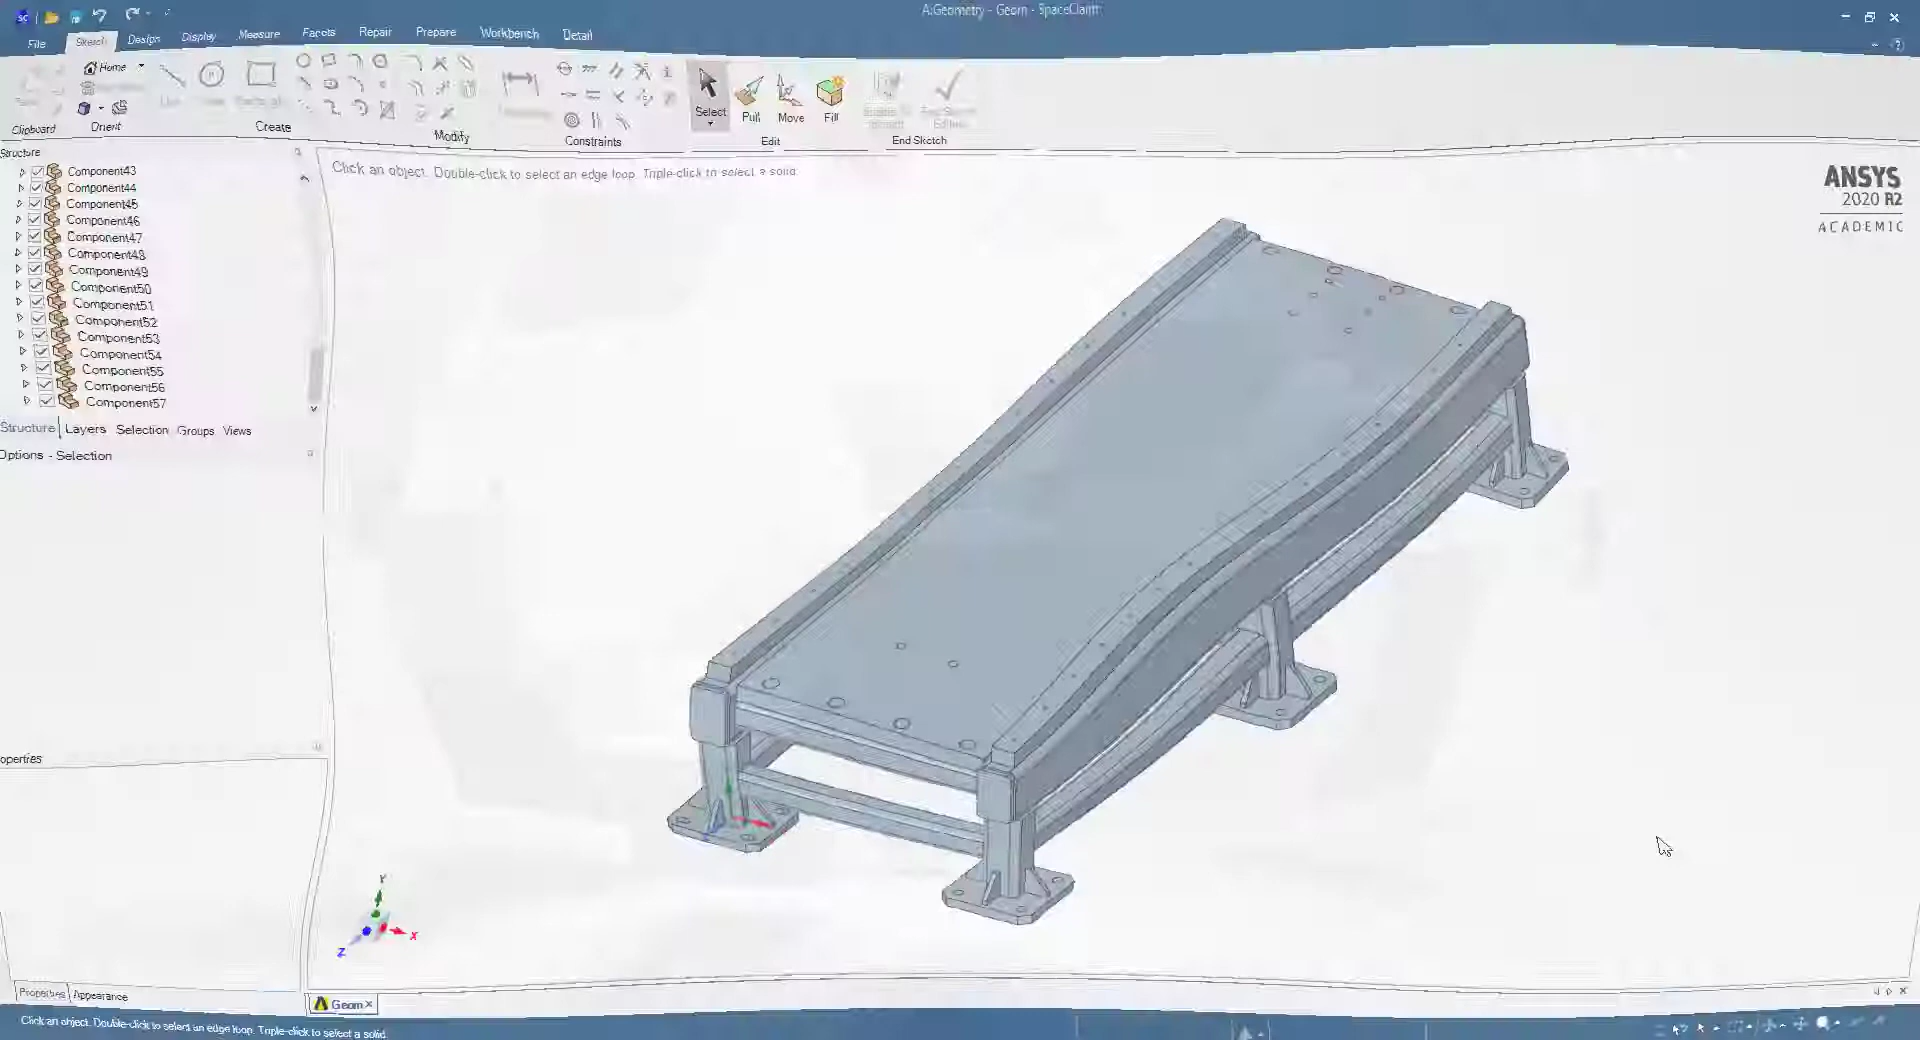 A:Geometry - Geom - SpaceClaim
File Sketch Design Display Measure Facets Repair Prepare Workbench Detail
Home
Select Pull Move Fill
Clipboard Orient Create Modify Constraints Edit End Sketch
Structure
Click an object. Double-click to select an edge loop. Triple-click to select a solid.
Component43
Component44
Component45
Component46
Component47
Component48
Component49
Component50
Component51
Component52
Component53
Component54
Component55
Component56
Component57
ANSYS
2020 R2
ACADEMIC
Structure Layers Selection Groups Views
Options - Selection
operties
Y
X
Z
Properties Appearance
Geom
Click an object. Double-click to select an edge loop. Triple-click to select a solid.